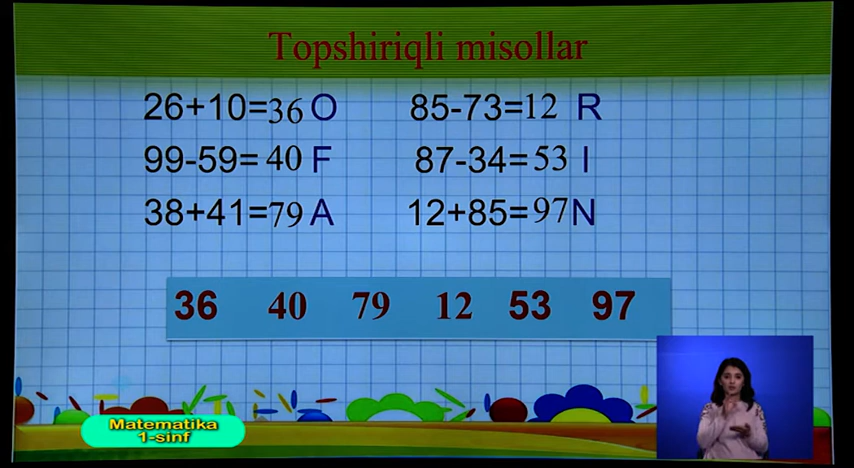 Topshiriqli misollar
26+10=36 O 85-73=12 R
99-59=40 F 87-34=53 I
38+41=79 A 12+85=97 N
36 40 79 12 53 97
Matematika
1-sinf